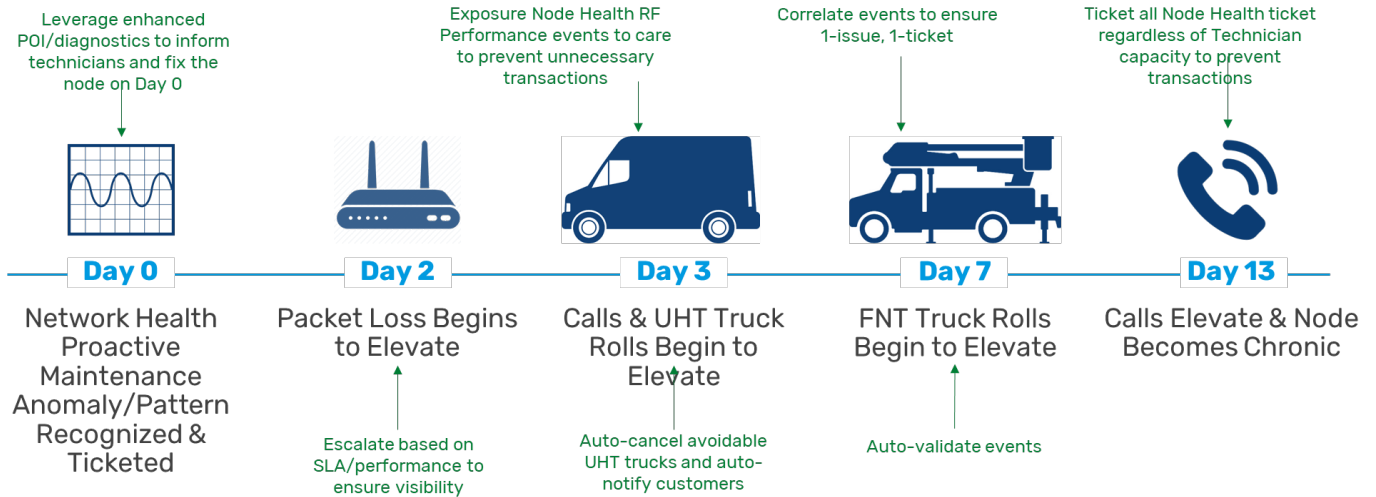 Leverage enhanced
POI/diagnostics to inform
technicians and fix the
node on Day 0
Exposure Node Health RF
Performance events to care
to prevent unnecessary
transactions
Correlate events to ensure
1-issue, 1-ticket
Ticket all Node Health ticket
regardless of Technician
capacity to prevent
transactions
Day 0
Day 2
Day 3
Day 7
Day 13
Network Health
Proactive
Maintenance
Anomaly/Pattern
Recognized &
Ticketed
Packet Loss Begins
to Elevate
Calls & UHT Truck
Rolls Begin to
Elevate
FNT Truck Rolls
Begin to Elevate
Calls Elevate & Node
Becomes Chronic
Escalate based on
SLA/performance to
ensure visibility
Auto-cancel avoidable
UHT trucks and auto-
notify customers
Auto-validate events